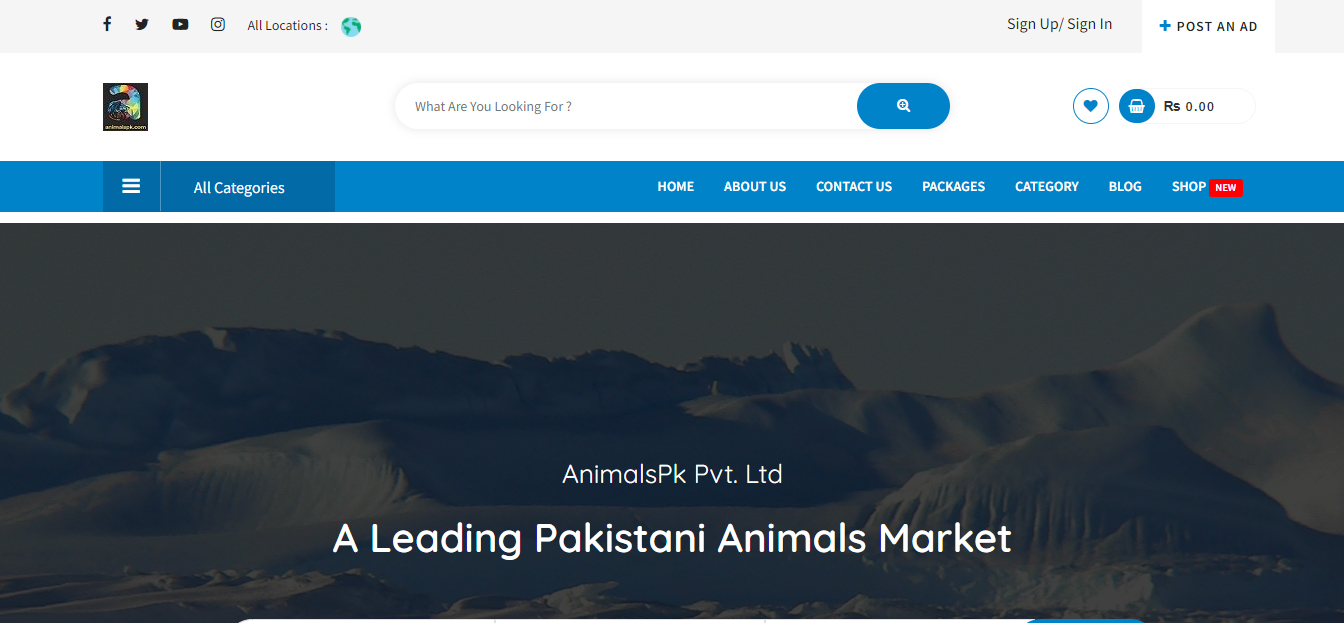 All Locations :
Sign Up/ Sign In
POST AN AD
animalspk.com
What Are You Looking For ?
Rs 0.00
All Categories
HOME ABOUT US CONTACT US PACKAGES CATEGORY BLOG SHOP NEW
AnimalsPk Pvt. Ltd
A Leading Pakistani Animals Market